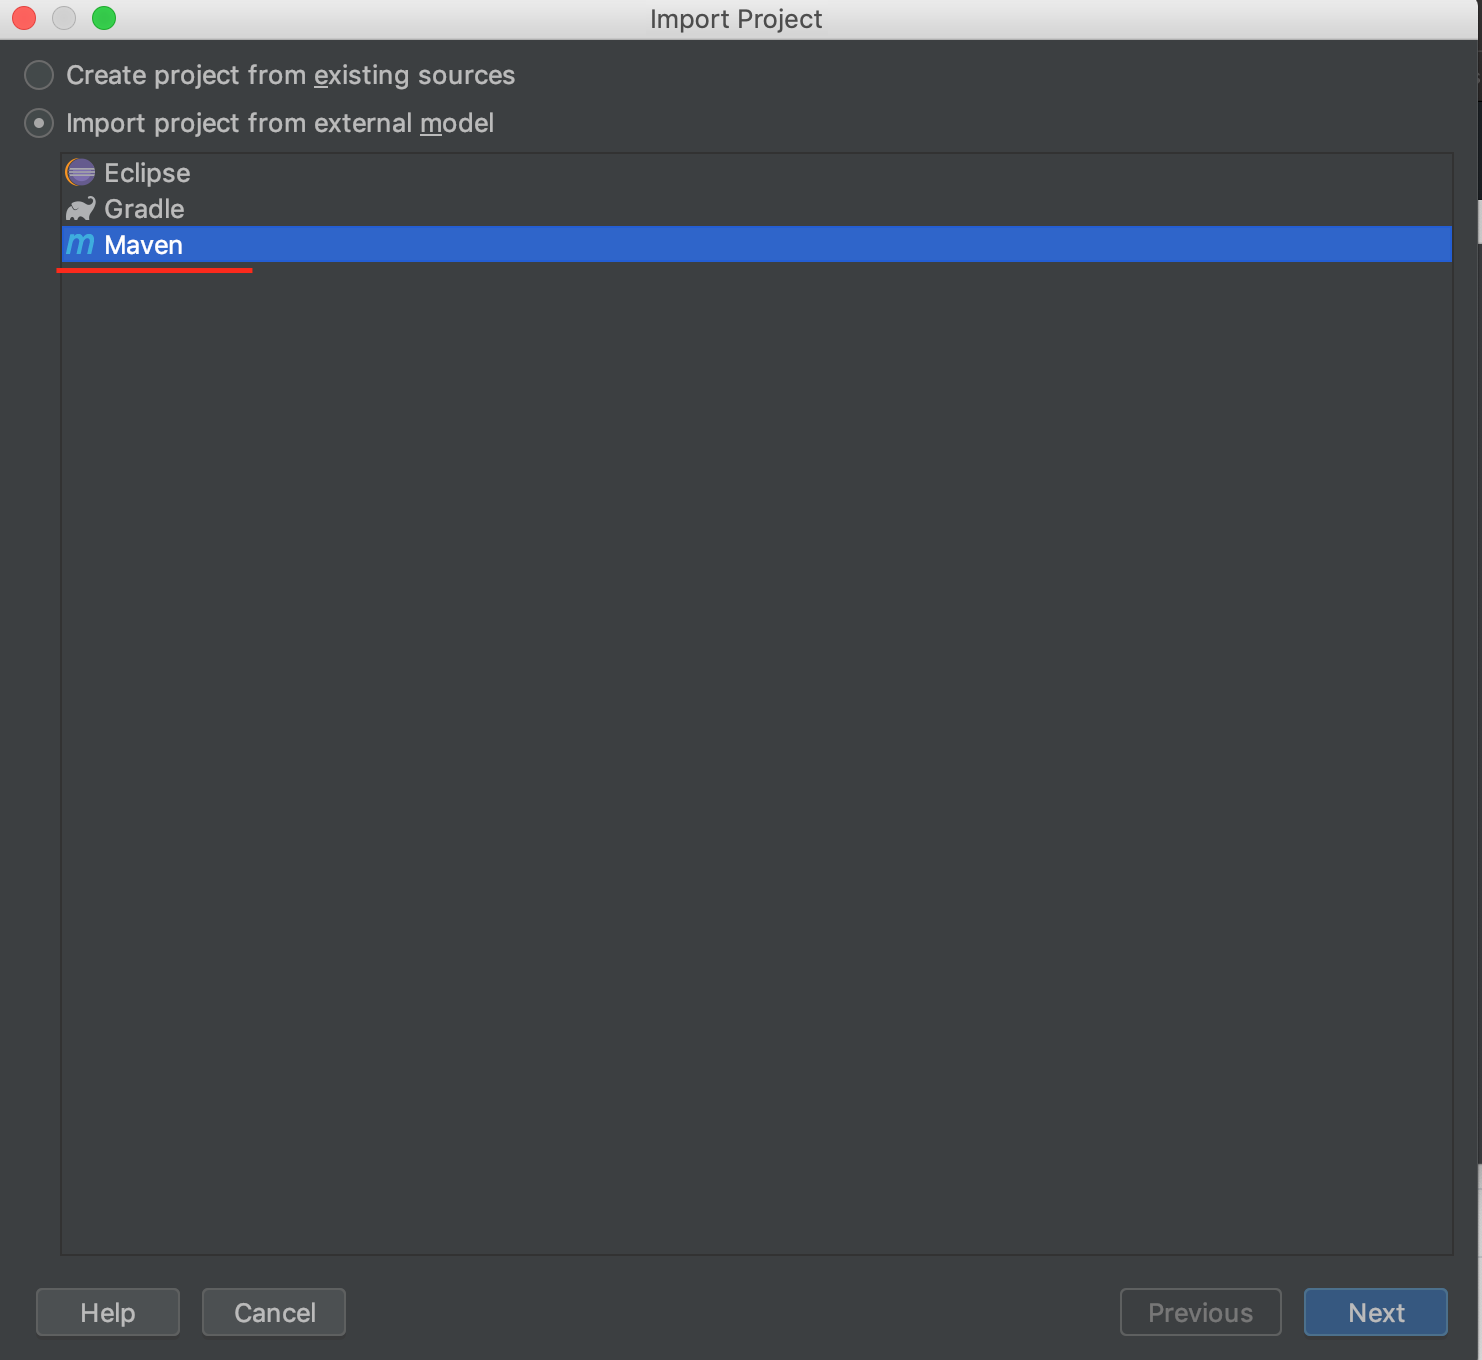 Import Project
Create project from existing sources
Import project from external model
Eclipse
Gradle
m Maven
Help Cancel Previous Next